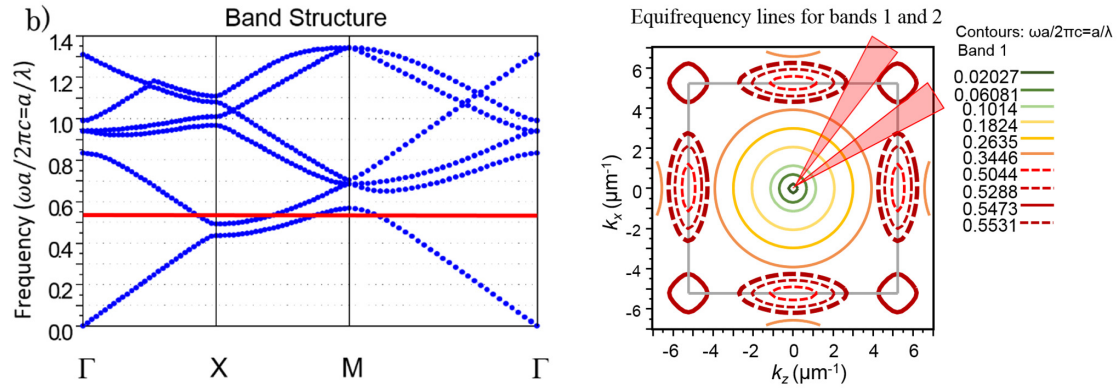 b)
Band Structure
Frequency (ωa/2πc=a/λ)
1.4
1.2
1.0
0.8
0.6
0.4
0.2
0.0
Γ X M Γ
Equifrequency lines for bands 1 and 2
kₓ (µm⁻¹)
6
4
2
0
-2
-4
-6
-6 -4 -2 0 2 4 6
k_z (µm⁻¹)
Contours: ωa/2πc=a/λ
Band 1
0.02027
0.06081
0.1014
0.1824
0.2635
0.3446
0.5044
0.5288
0.5473
0.5531